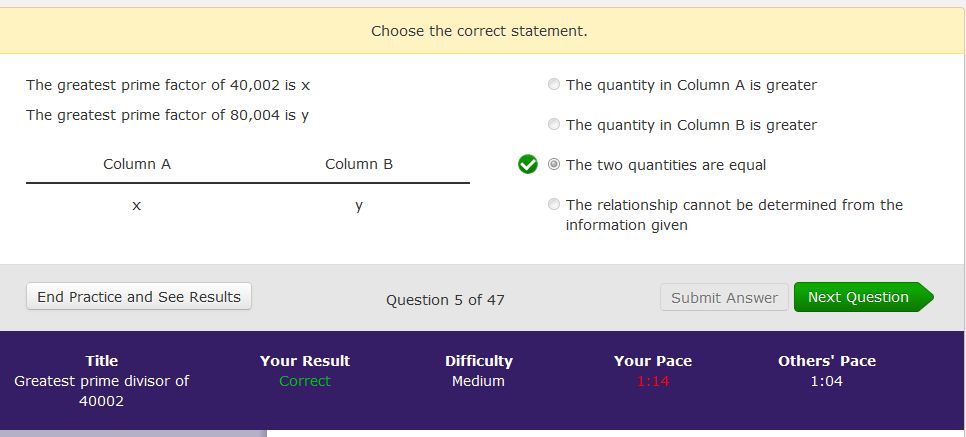 Choose the correct statement.
The greatest prime factor of 40,002 is x
The greatest prime factor of 80,004 is y
Column A Column B
x y
The quantity in Column A is greater
The quantity in Column B is greater
The two quantities are equal
The relationship cannot be determined from the
information given
End Practice and See Results Question 5 of 47 Submit Answer Next Question
Title Your Result Difficulty Your Pace Others' Pace
Greatest prime divisor of Correct Medium 1:14 1:04
40002